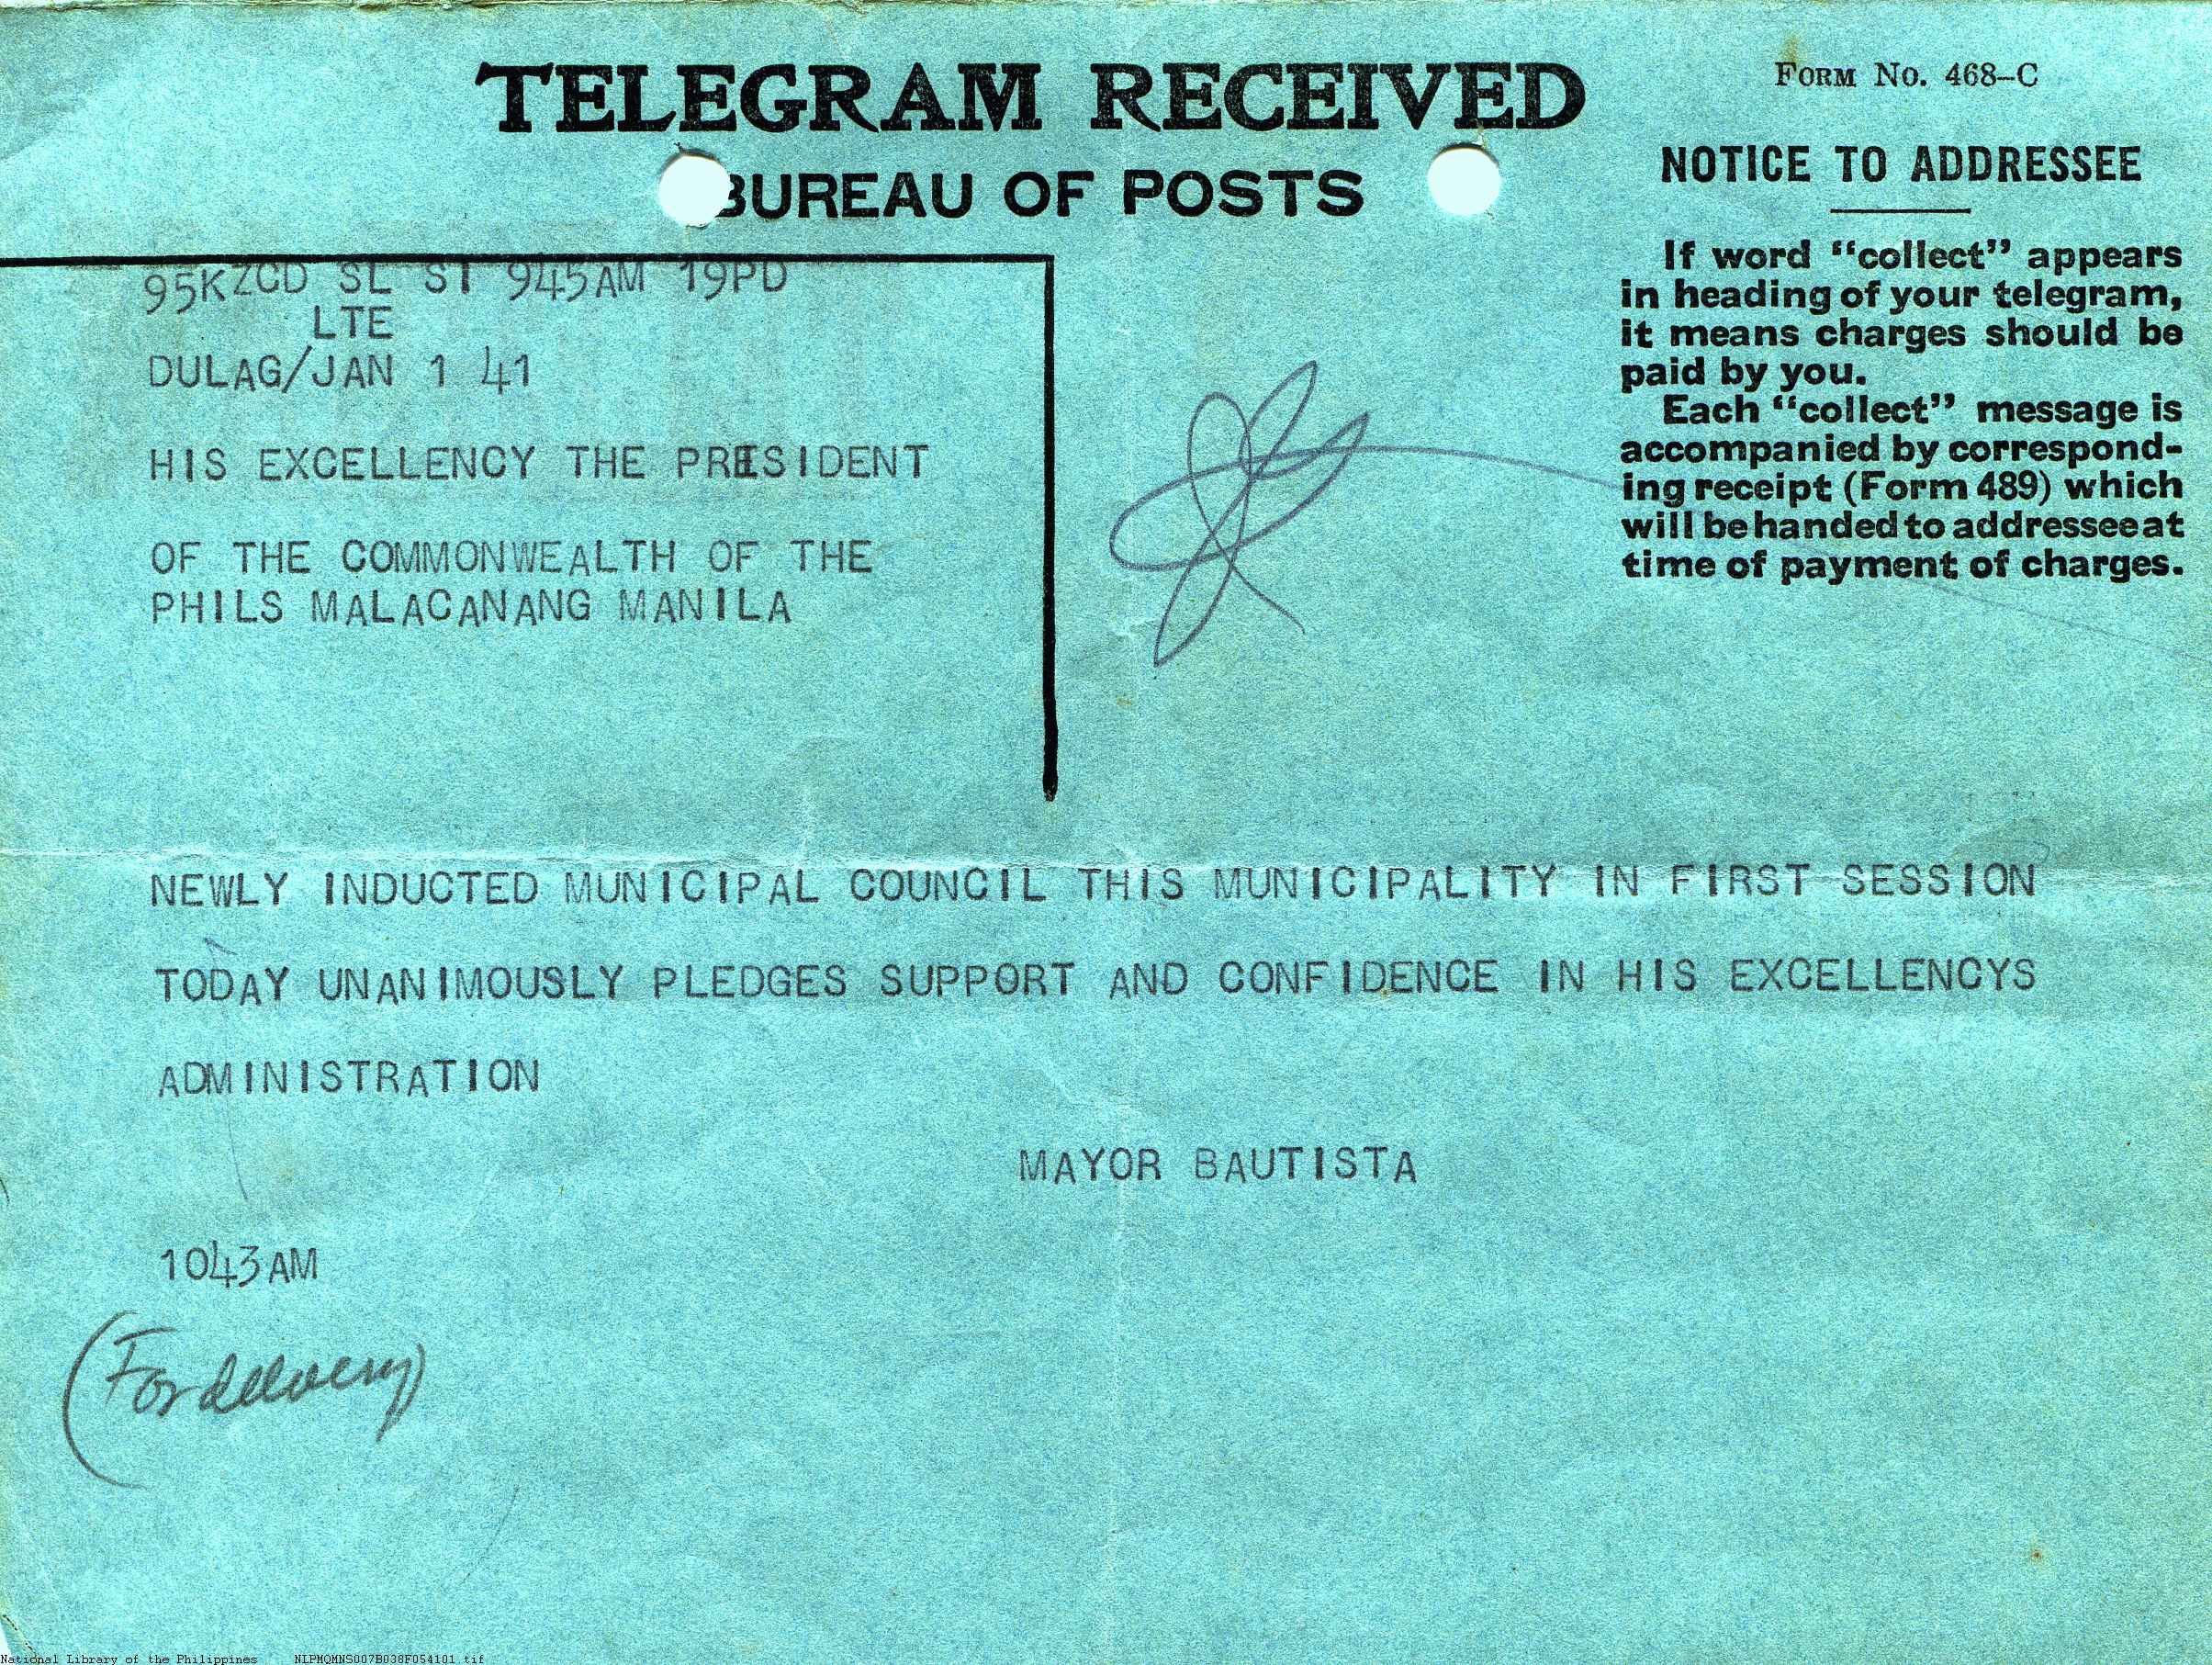 TELEGRAM RECEIVED
BUREAU OF POSTS
FORM NO. 468-C
NOTICE TO ADDRESSEE
If word "collect" appears
in heading of your telegram,
it means charges should be
paid by you.
Each "collect" message is
accompanied by correspond-
ing receipt (Form 489) which
will be handed to addressee at
time of payment of charges.
95KZCD SL ST 945AM 19PD
LTE
DULAG/JAN 1 41
HIS EXCELLENCY THE PRESIDENT
OF THE COMMONWEALTH OF THE
PHILS MALACANANG MANILA
NEWLY INDUCTED MUNICIPAL COUNCIL THIS MUNICIPALITY IN FIRST SESSION
TODAY UNANIMOUSLY PLEDGES SUPPORT AND CONFIDENCE IN HIS EXCELLENCYS
ADMINISTRATION
MAYOR BAUTISTA
1043AM
(For delivery)
National Library of the Philippines NLPMQMNS007B038F054101.tif